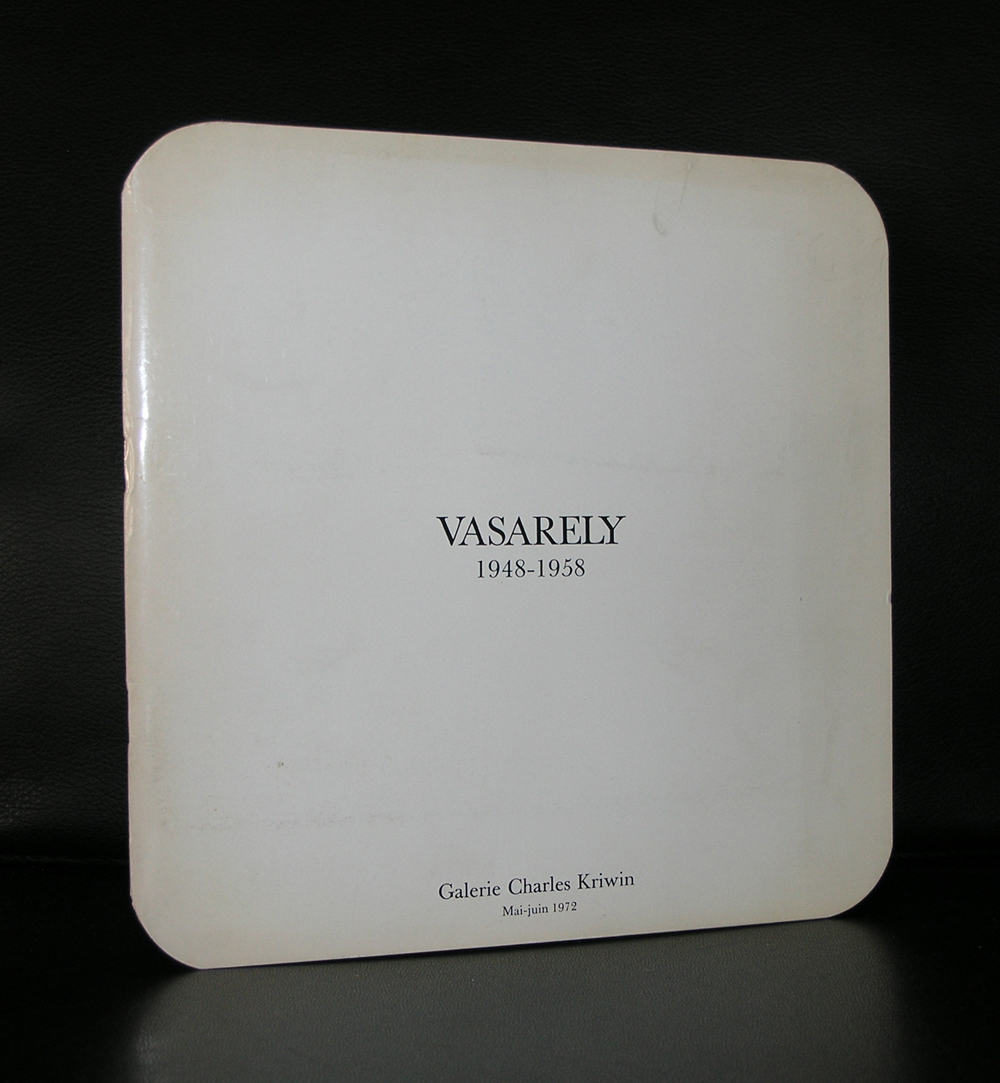 VASARELY
1948-1958
Galerie Charles Kriwin
Mai-juin 1972